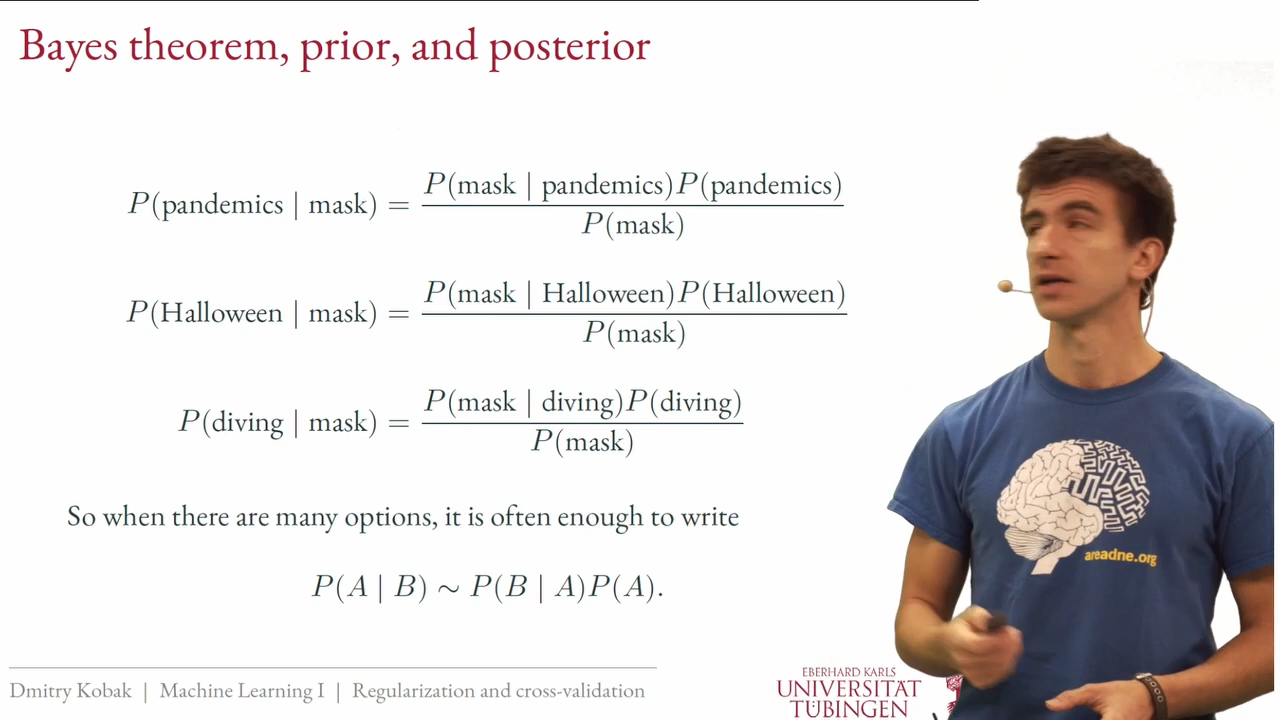 Bayes theorem, prior, and posterior
P(pandemics | mask) = P(mask | pandemics)P(pandemics) / P(mask)
P(Halloween | mask) = P(mask | Halloween)P(Halloween) / P(mask)
P(diving | mask) = P(mask | diving)P(diving) / P(mask)
So when there are many options, it is often enough to write
P(A | B) ∼ P(B | A)P(A).
areadne.org
Dmitry Kobak | Machine Learning I | Regularization and cross-validation
EBERHARD KARLS
UNIVERSITÄT
TÜBINGEN